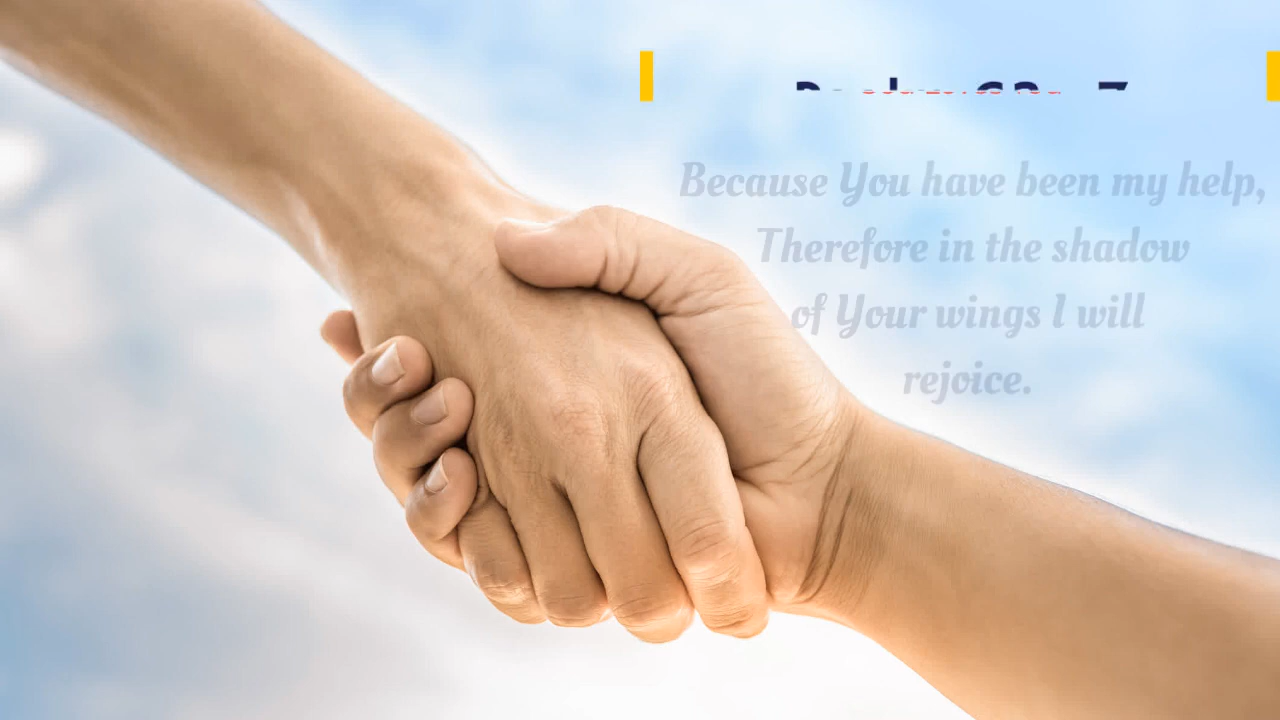 Because You have been my help,
Therefore in the shadow
of Your wings I will
rejoice.